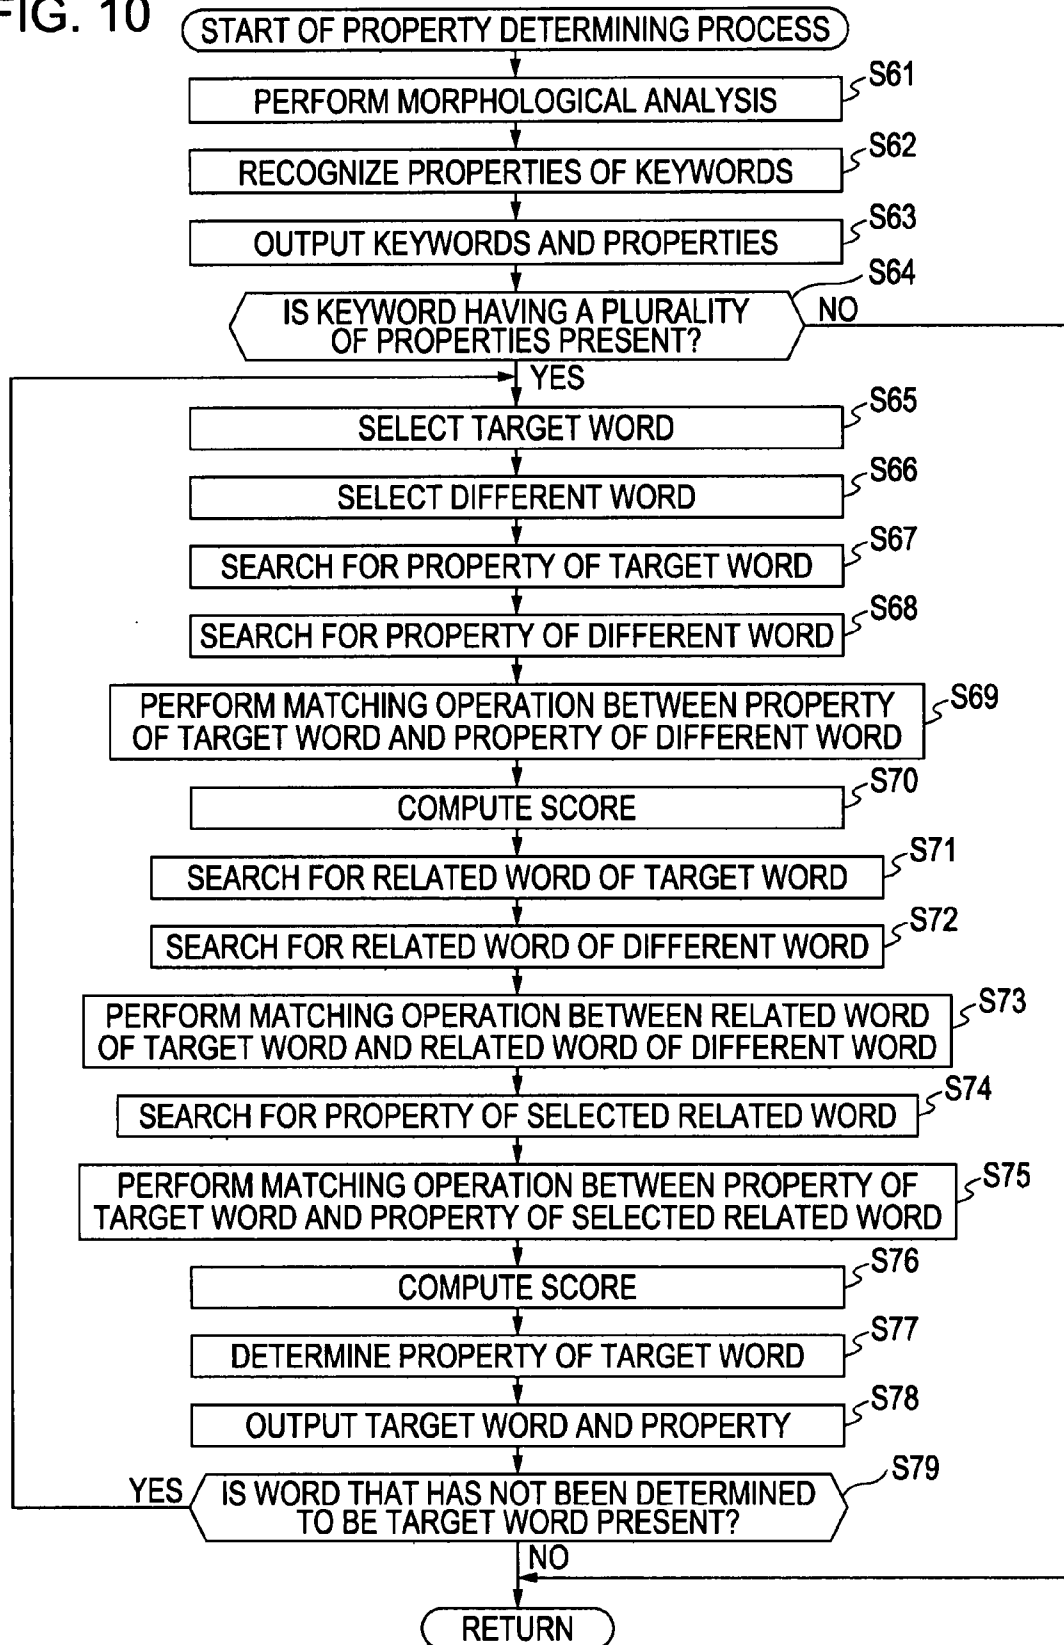 FIG. 10
START OF PROPERTY DETERMINING PROCESS
S61
PERFORM MORPHOLOGICAL ANALYSIS
S62
RECOGNIZE PROPERTIES OF KEYWORDS
S63
OUTPUT KEYWORDS AND PROPERTIES
S64
IS KEYWORD HAVING A PLURALITY
OF PROPERTIES PRESENT?
NO
YES
S65
SELECT TARGET WORD
S66
SELECT DIFFERENT WORD
S67
SEARCH FOR PROPERTY OF TARGET WORD
S68
SEARCH FOR PROPERTY OF DIFFERENT WORD
S69
PERFORM MATCHING OPERATION BETWEEN PROPERTY
OF TARGET WORD AND PROPERTY OF DIFFERENT WORD
S70
COMPUTE SCORE
S71
SEARCH FOR RELATED WORD OF TARGET WORD
S72
SEARCH FOR RELATED WORD OF DIFFERENT WORD
S73
PERFORM MATCHING OPERATION BETWEEN RELATED WORD
OF TARGET WORD AND RELATED WORD OF DIFFERENT WORD
S74
SEARCH FOR PROPERTY OF SELECTED RELATED WORD
S75
PERFORM MATCHING OPERATION BETWEEN PROPERTY OF
TARGET WORD AND PROPERTY OF SELECTED RELATED WORD
S76
COMPUTE SCORE
S77
DETERMINE PROPERTY OF TARGET WORD
S78
OUTPUT TARGET WORD AND PROPERTY
S79
YES
IS WORD THAT HAS NOT BEEN DETERMINED
TO BE TARGET WORD PRESENT?
NO
RETURN